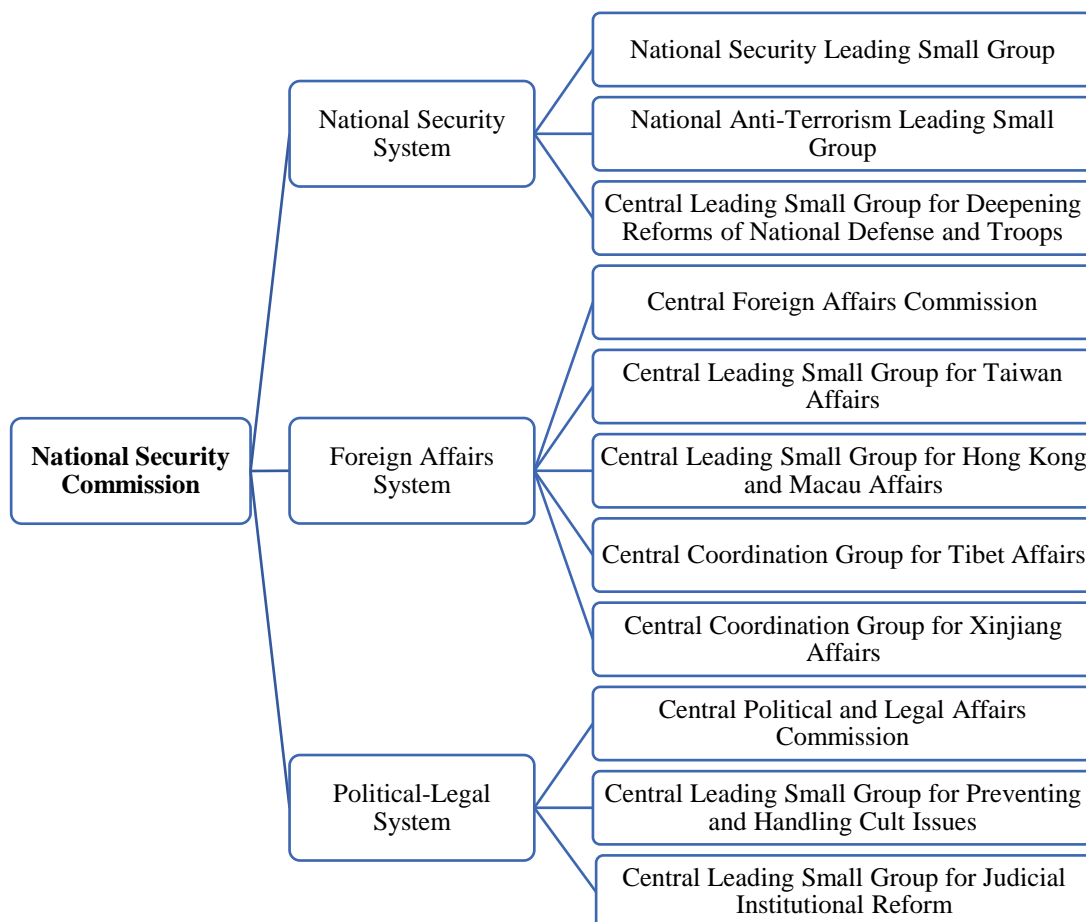 National Security Leading Small Group
National Security
System
National Anti-Terrorism Leading Small
Group
Central Leading Small Group for Deepening
Reforms of National Defense and Troops
National Security
Commission
Foreign Affairs
System
Central Foreign Affairs Commission
Central Leading Small Group for Taiwan
Affairs
Central Leading Small Group for Hong Kong
and Macau Affairs
Central Coordination Group for Tibet Affairs
Central Coordination Group for Xinjiang
Affairs
Political-Legal
System
Central Political and Legal Affairs
Commission
Central Leading Small Group for Preventing
and Handling Cult Issues
Central Leading Small Group for Judicial
Institutional Reform